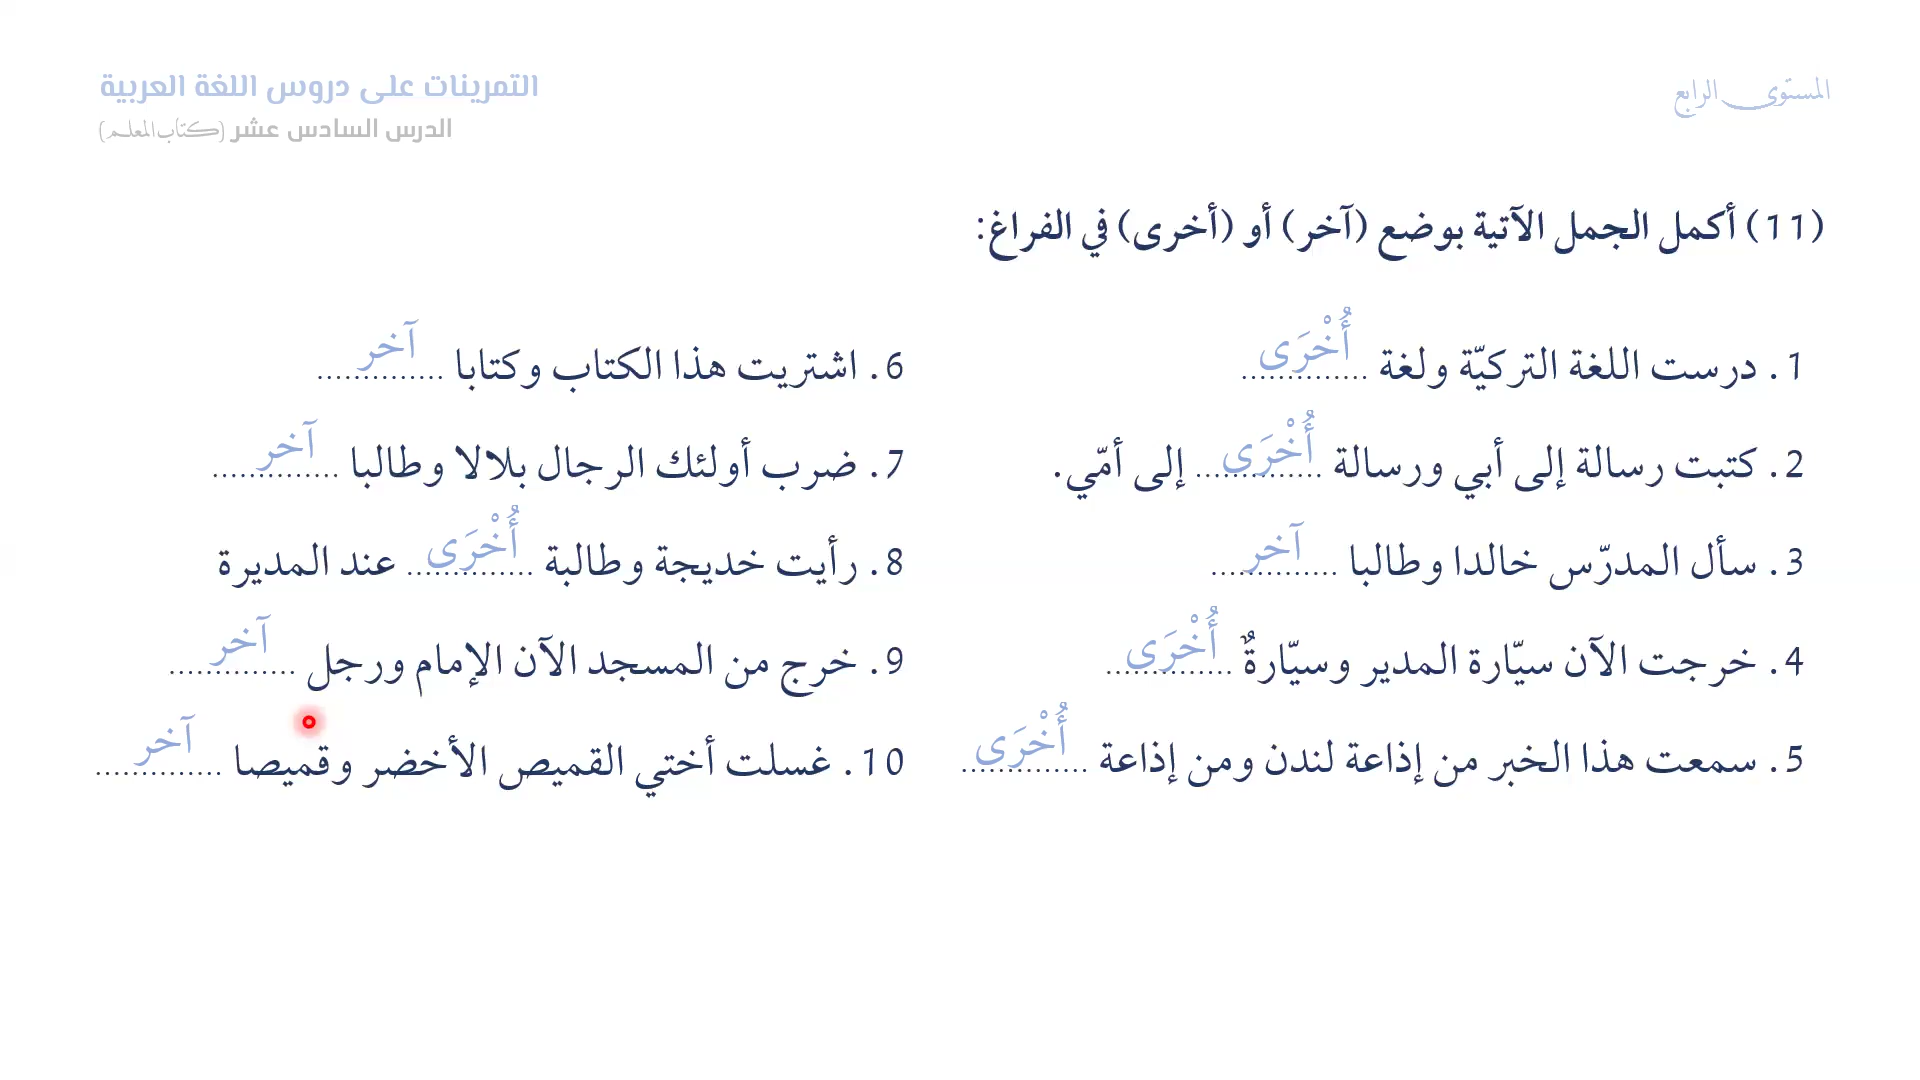 المستوى الرابع
التمرينات على دروس اللغة العربية
الدرس السادس عشر (كتاب المعلم)
(11) أكمل الجمل الآتية بوضع (آخر) أو (أخرى) في الفراغ:
1. درست اللغة التركيّة ولغة أُخْرَى
2. كتبت رسالة إلى أبي ورسالة أُخْرَى إلى أمّي.
3. سأل المدرّس خالدا وطالبا آخر
4. خرجت الآن سيّارة المدير وسيّارةٌ أُخْرَى
5. سمعت هذا الخبر من إذاعة لندن ومن إذاعة أُخْرَى
6. اشتريت هذا الكتاب وكتابا آخر
7. ضرب أولئك الرجال بلالا وطالبا آخر
8. رأيت خديجة وطالبة أُخْرَى عند المديرة
9. خرج من المسجد الآن الإمام ورجل آخر
10. غسلت أختي القميص الأخضر وقميصا آخر